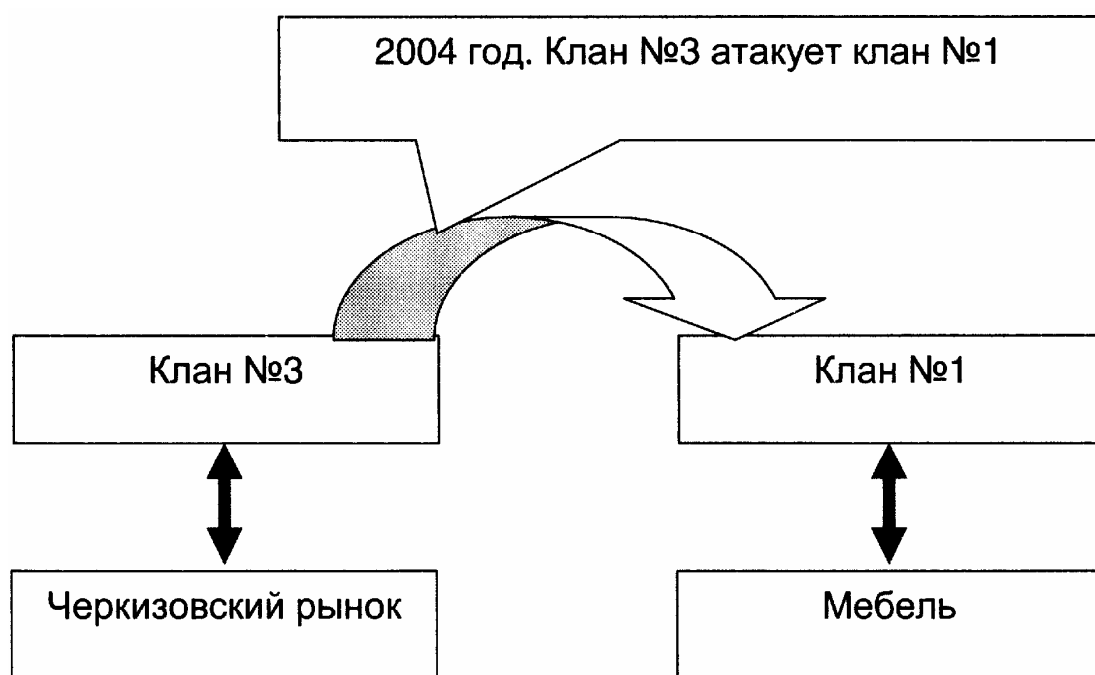 2004 год. Клан №3 атакует клан №1
Клан №3
Клан №1
Черкизовский рынок
Мебель